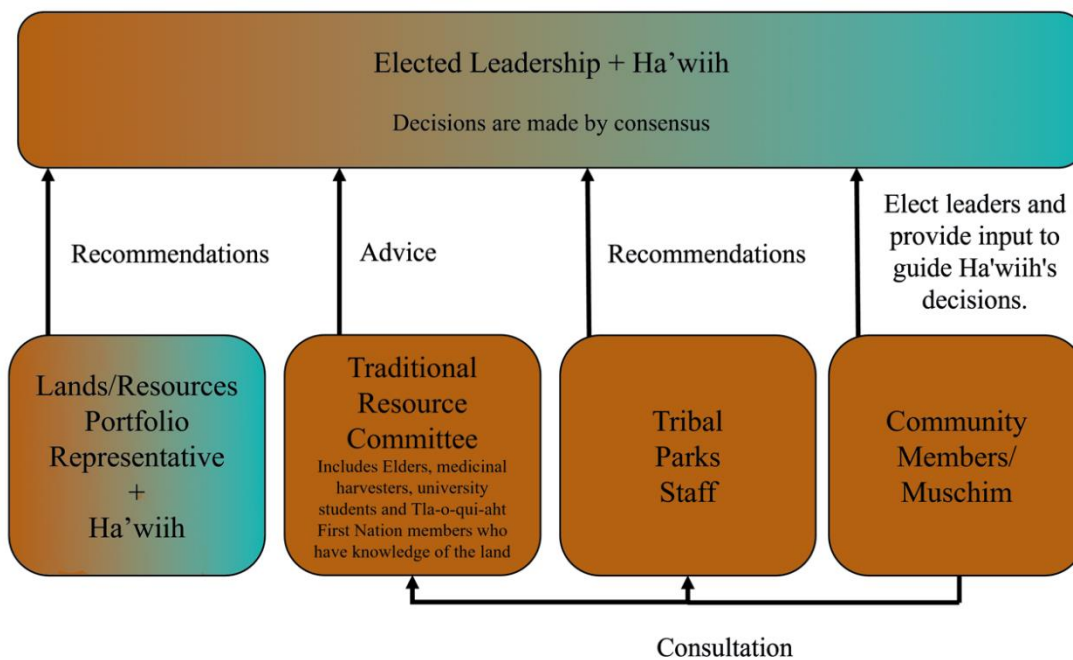 Elected Leadership + Ha’wiih
Decisions are made by consensus
Recommendations
Advice
Recommendations
Elect leaders and
provide input to
guide Ha'wiih's
decisions.
Lands/Resources
Portfolio
Representative
+
Ha’wiih
Traditional
Resource
Committee
Includes Elders, medicinal
harvesters, university
students and Tla-o-qui-aht
First Nation members who
have knowledge of the land
Tribal
Parks
Staff
Community
Members/
Muschim
Consultation